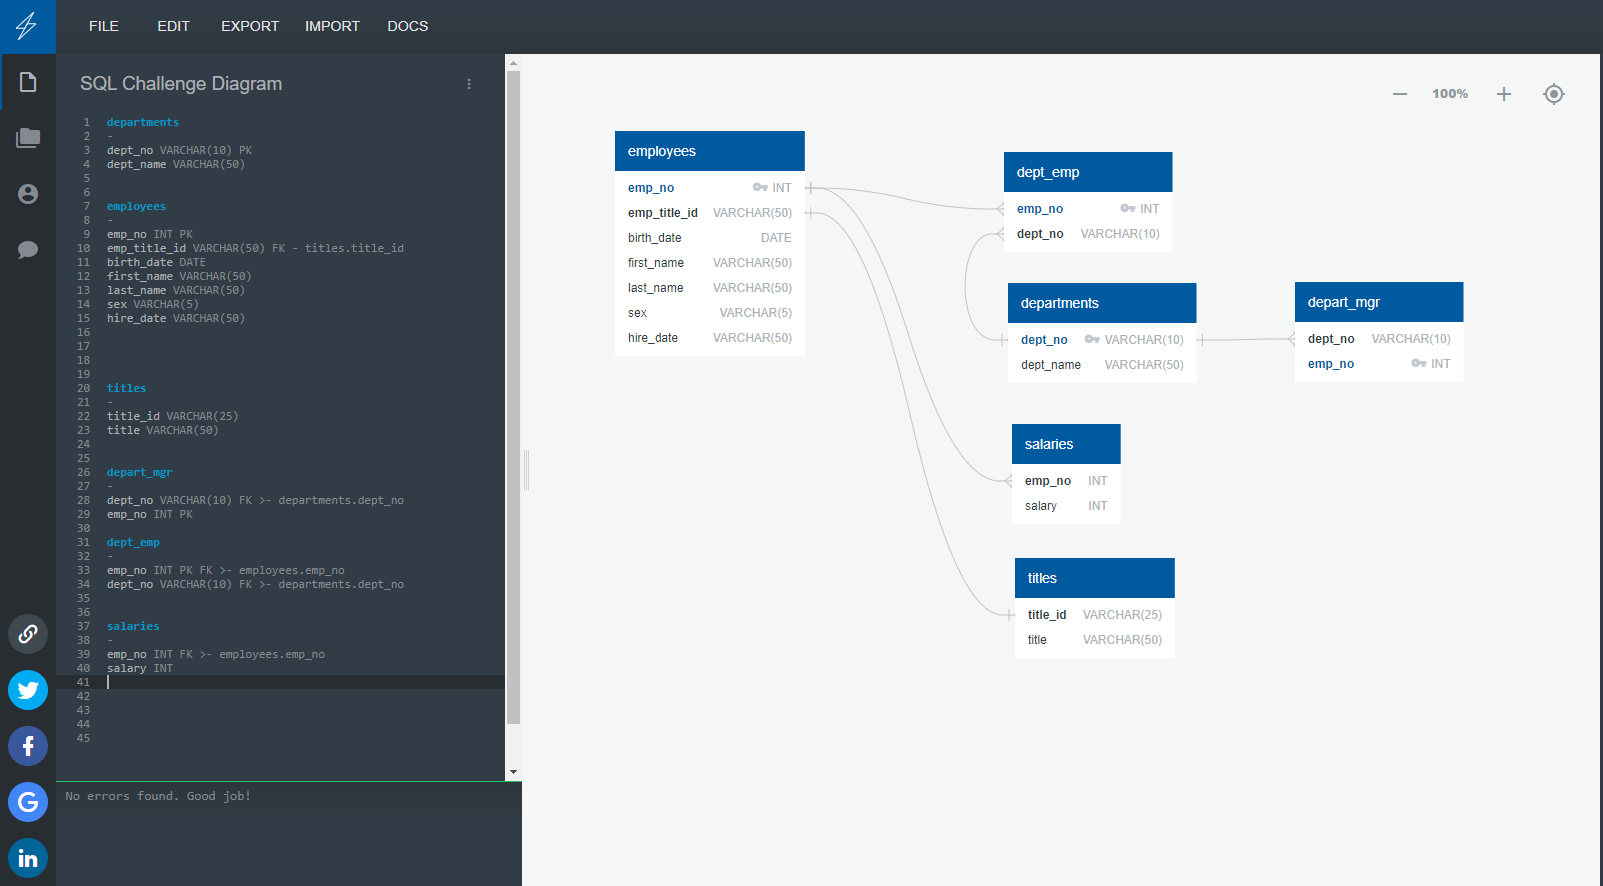 FILE EDIT EXPORT IMPORT DOCS
SQL Challenge Diagram
1 departments
2 -
3 dept_no VARCHAR(10) PK
4 dept_name VARCHAR(50)
5
6
7 employees
8 -
9 emp_no INT PK
10 emp_title_id VARCHAR(50) FK - titles.title_id
11 birth_date DATE
12 first_name VARCHAR(50)
13 last_name VARCHAR(50)
14 sex VARCHAR(5)
15 hire_date VARCHAR(50)
16
17
18
19
20 titles
21 -
22 title_id VARCHAR(25)
23 title VARCHAR(50)
24
25
26 depart_mgr
27 -
28 dept_no VARCHAR(10) FK >- departments.dept_no
29 emp_no INT PK
30
31 dept_emp
32 -
33 emp_no INT PK FK >- employees.emp_no
34 dept_no VARCHAR(10) FK >- departments.dept_no
35
36
37 salaries
38 -
39 emp_no INT FK >- employees.emp_no
40 salary INT
41
42
43
44
45
No errors found. Good job!
100%
employees
emp_no INT
emp_title_id VARCHAR(50)
birth_date DATE
first_name VARCHAR(50)
last_name VARCHAR(50)
sex VARCHAR(5)
hire_date VARCHAR(50)
dept_emp
emp_no INT
dept_no VARCHAR(10)
departments
dept_no VARCHAR(10)
dept_name VARCHAR(50)
depart_mgr
dept_no VARCHAR(10)
emp_no INT
salaries
emp_no INT
salary INT
titles
title_id VARCHAR(25)
title VARCHAR(50)